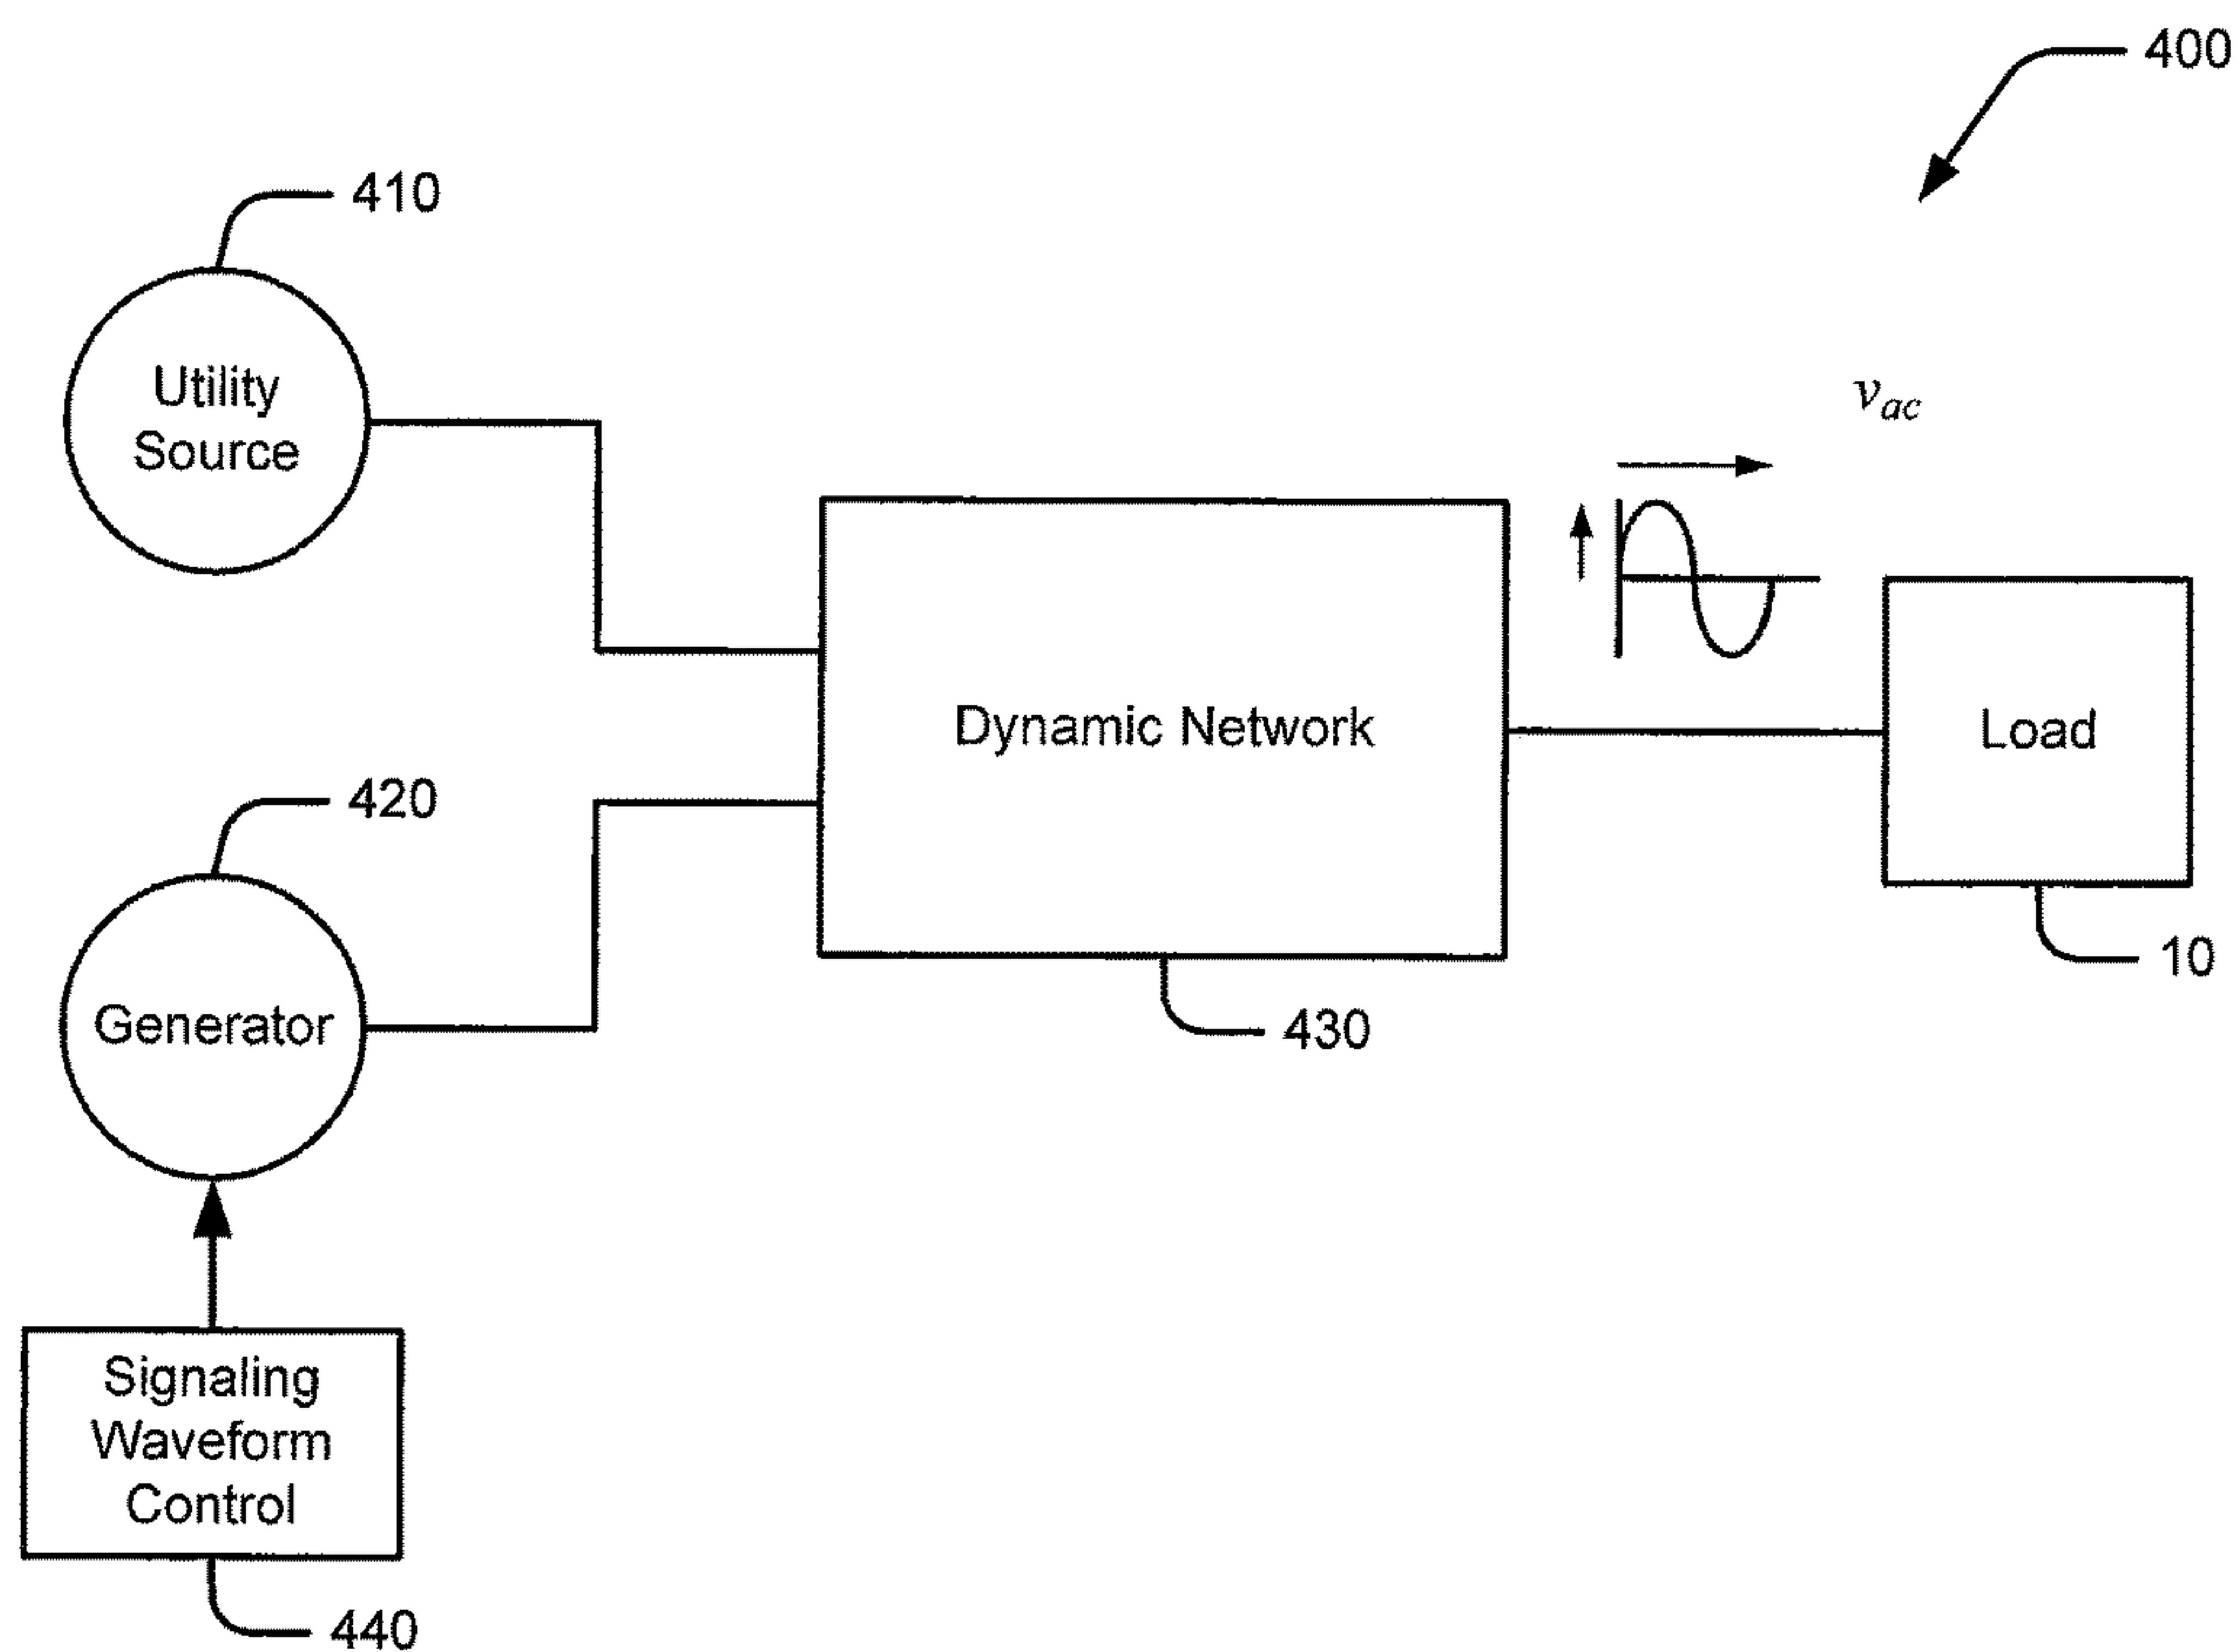 400
410
Utility
Source
v_ac
Dynamic Network
Load
420
10
Generator
430
Signaling
Waveform
Control
440